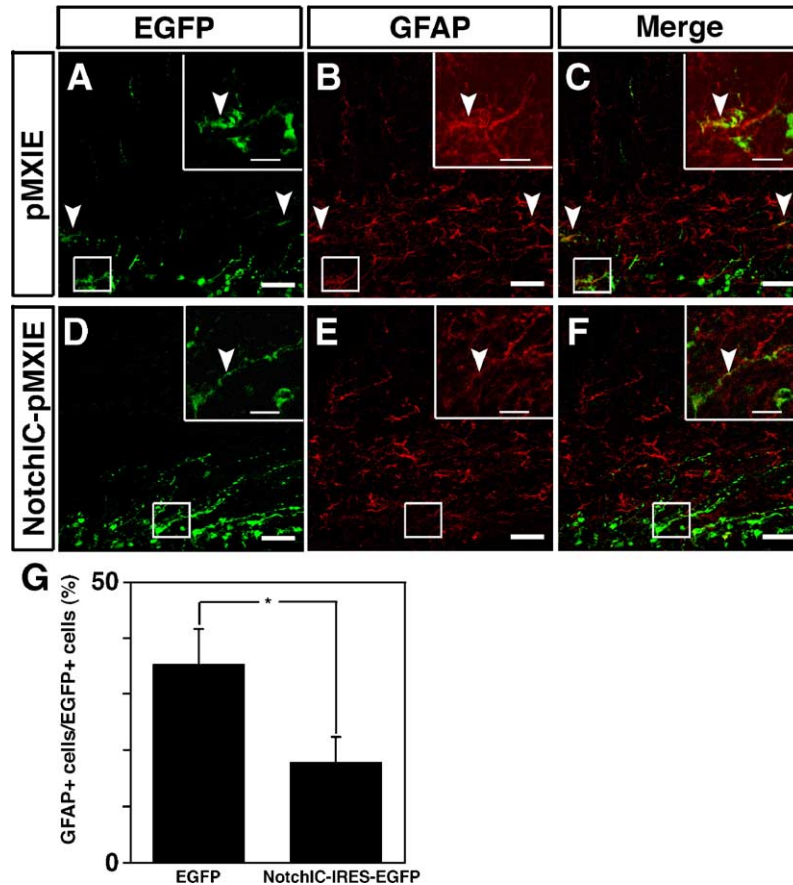 EGFP GFAP Merge
pMXIE
A B C
NotchIC-pMXIE
D E F
G
GFAP+ cells/EGFP+ cells (%)
50
*
0
EGFP NotchIC-IRES-EGFP